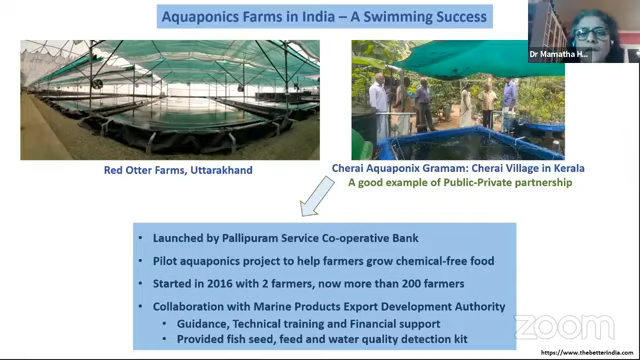 Aquaponics Farms in India – A Swimming Success
Dr Mamatha H...
Red Otter Farms, Uttarakhand
Cherai Aquaponix Gramam: Cherai Village in Kerala
A good example of Public-Private partnership
• Launched by Pallipuram Service Co-operative Bank
• Pilot aquaponics project to help farmers grow chemical-free food
• Started in 2016 with 2 farmers, now more than 200 farmers
• Collaboration with Marine Products Export Development Authority
• Guidance, Technical training and Financial support
• Provided fish seed, feed and water quality detection kit
zoom
https://www.thebetterindia.com